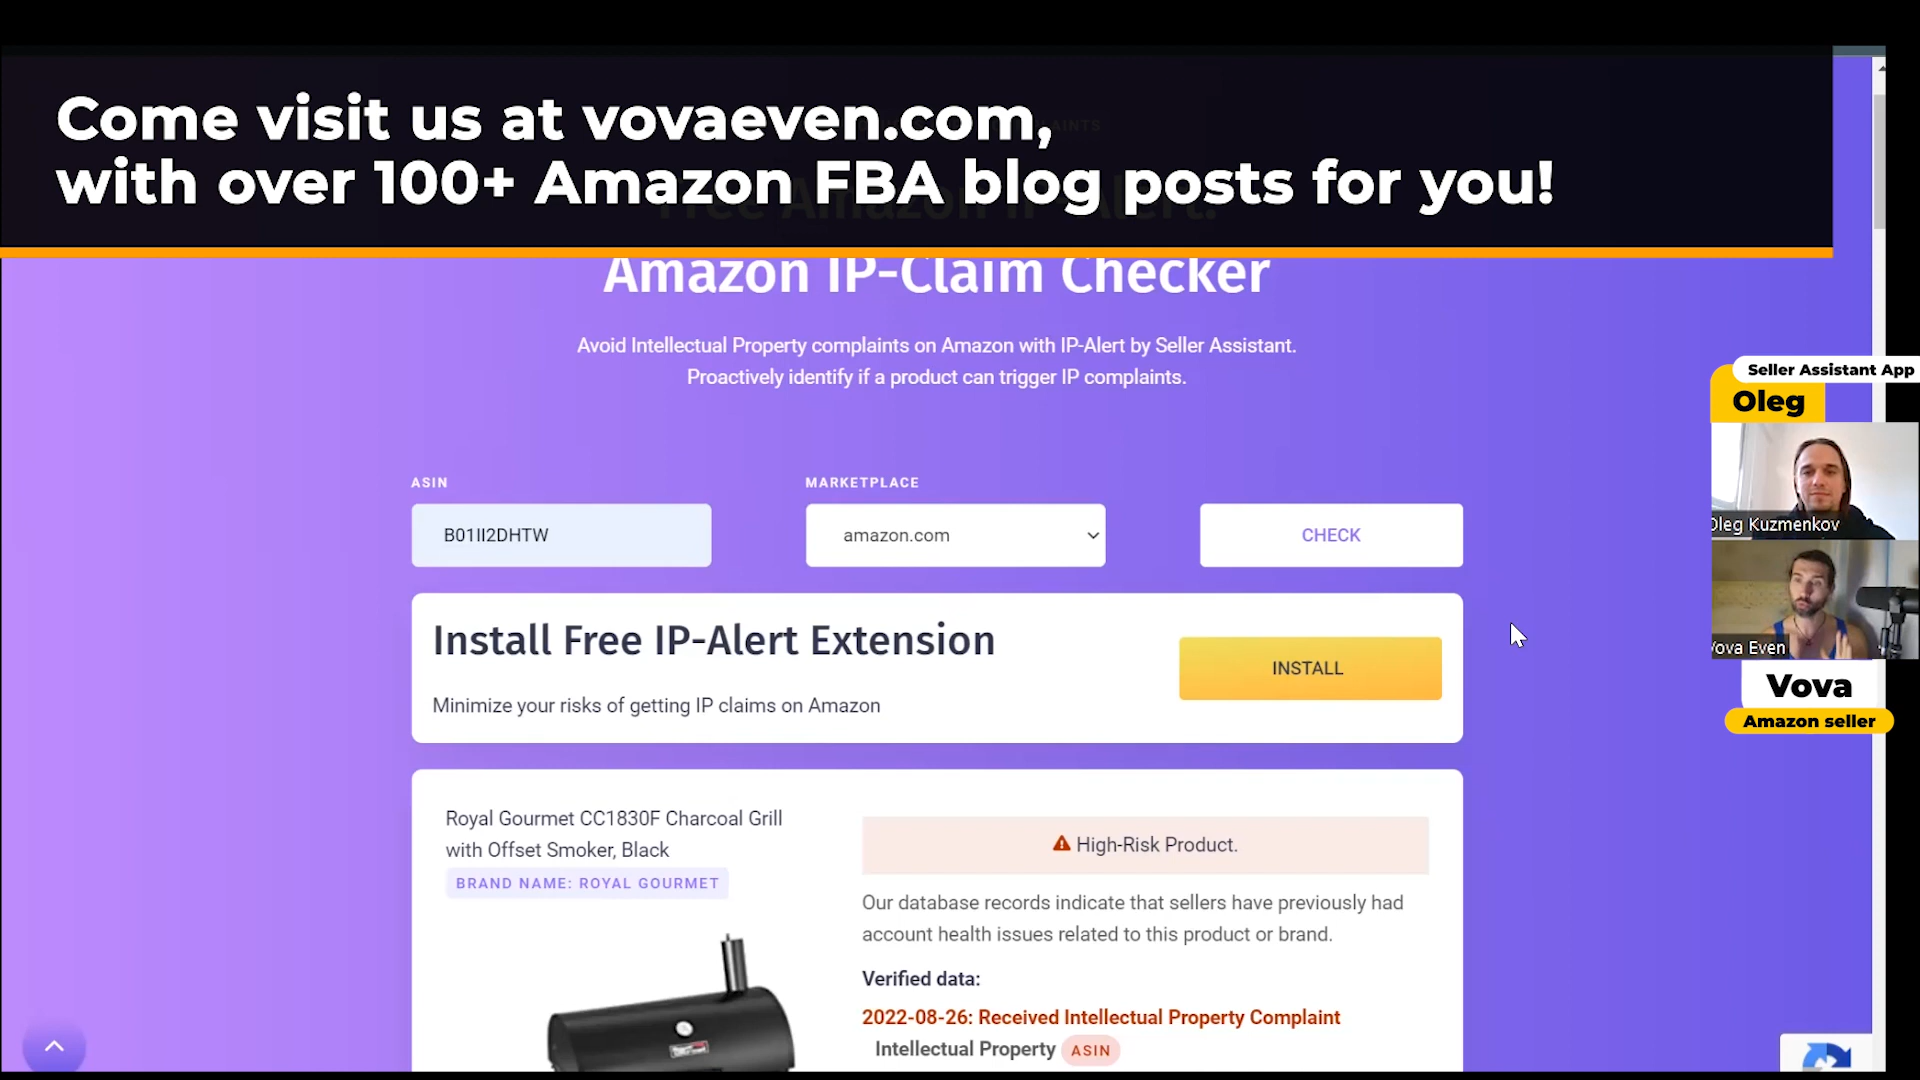 Come visit us at vovaeven.com,
with over 100+ Amazon FBA blog posts for you!
Amazon IP-Claim Checker
Avoid Intellectual Property complaints on Amazon with IP-Alert by Seller Assistant.
Proactively identify if a product can trigger IP complaints.
ASIN
MARKETPLACE
B01II2DHTW
amazon.com
CHECK
Install Free IP-Alert Extension
Minimize your risks of getting IP claims on Amazon
INSTALL
Royal Gourmet CC1830F Charcoal Grill
with Offset Smoker, Black
BRAND NAME: ROYAL GOURMET
High-Risk Product.
Our database records indicate that sellers have previously had
account health issues related to this product or brand.
Verified data:
2022-08-26: Received Intellectual Property Complaint
Intellectual Property ASIN
Seller Assistant App
Oleg
Oleg Kuzmenkov
Vova Even
Vova
Amazon seller